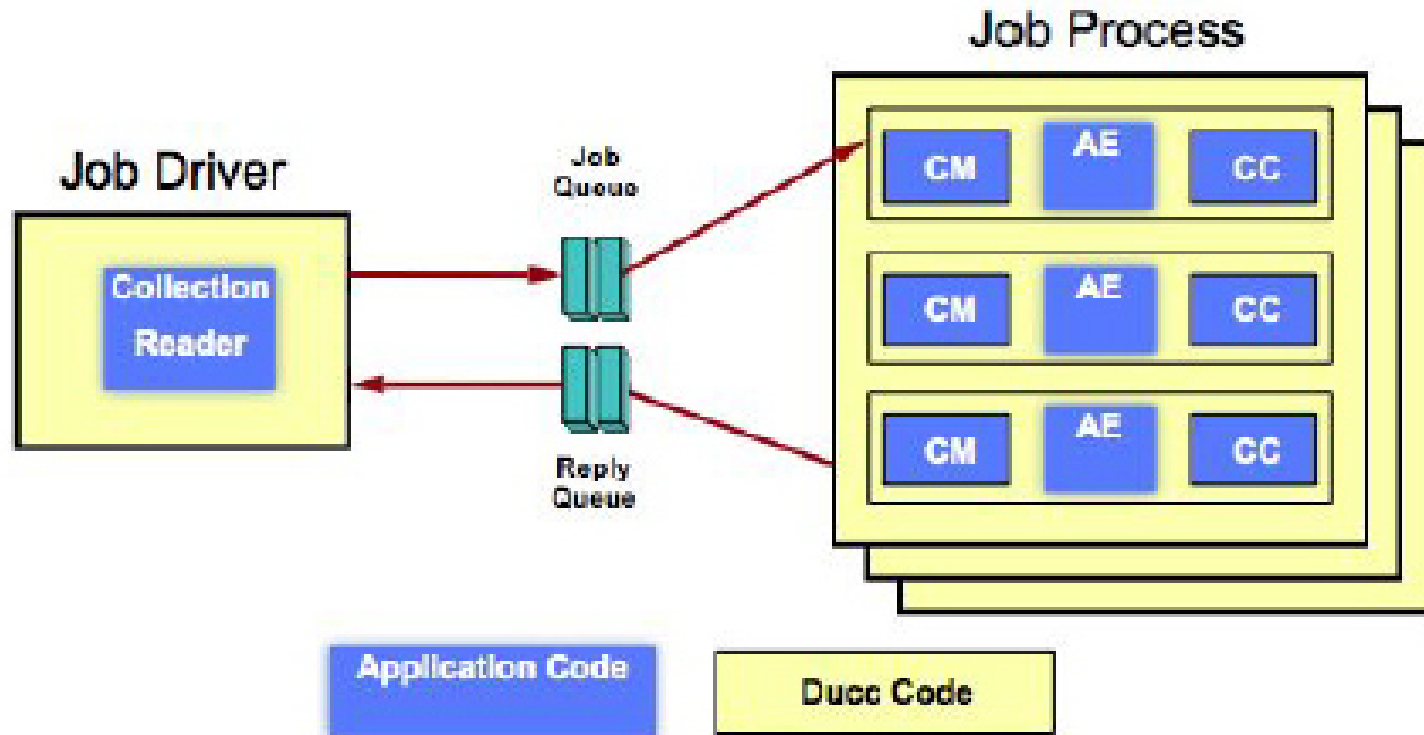 Job Process
Job Driver
Job
Queue
Collection
Reader
CM
AE
CC
CM
AE
CC
CM
AE
CC
Reply
Queue
Application Code
Ducc Code